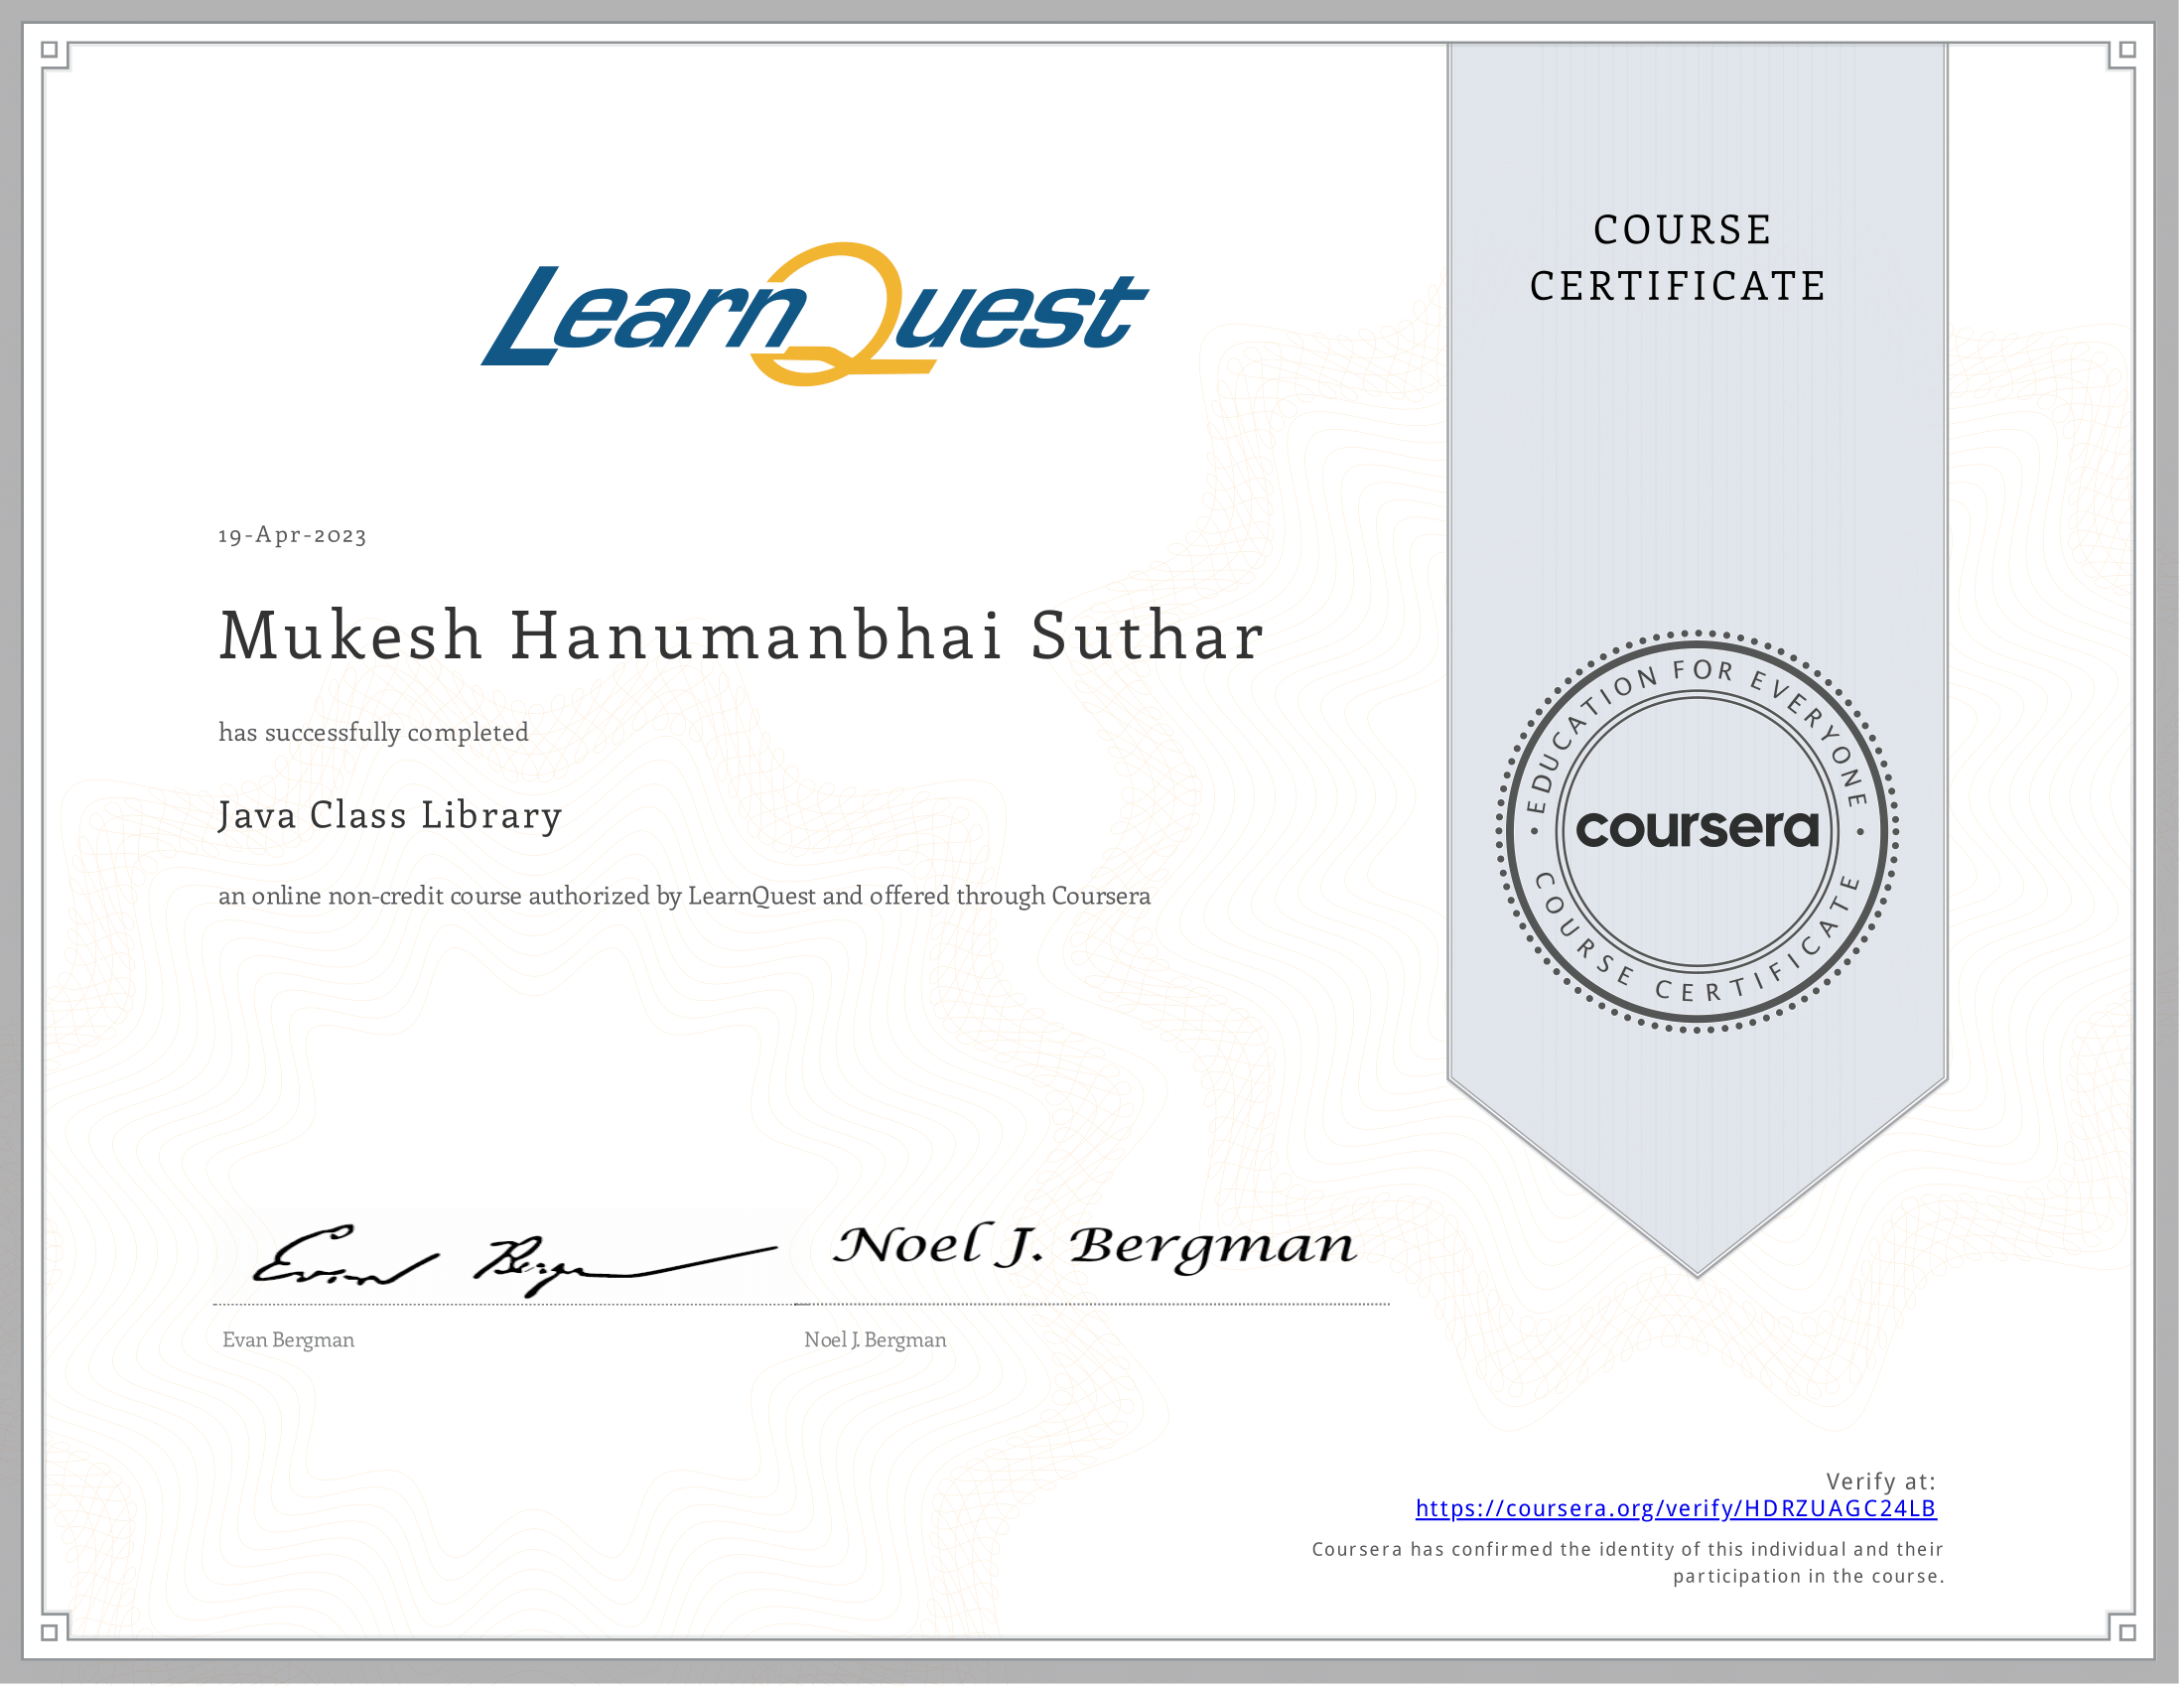 LearnQuest
COURSE
CERTIFICATE
19-Apr-2023
Mukesh Hanumanbhai Suthar
has successfully completed
Java Class Library
an online non-credit course authorized by LearnQuest and offered through Coursera
EDUCATION FOR EVERYONE
coursera
COURSE CERTIFICATE
Evan Bergman
Noel J. Bergman
Evan Bergman
Noel J. Bergman
Verify at:
https://coursera.org/verify/HDRZUAGC24LB
Coursera has confirmed the identity of this individual and their
participation in the course.